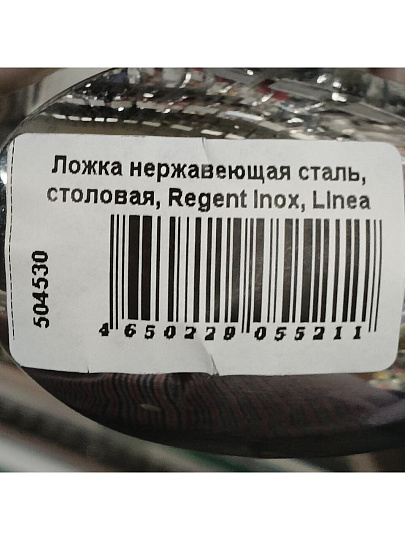 Ложка нержавеющая сталь,
столовая, Regent Inox, Linea
504530
4 650229 055211